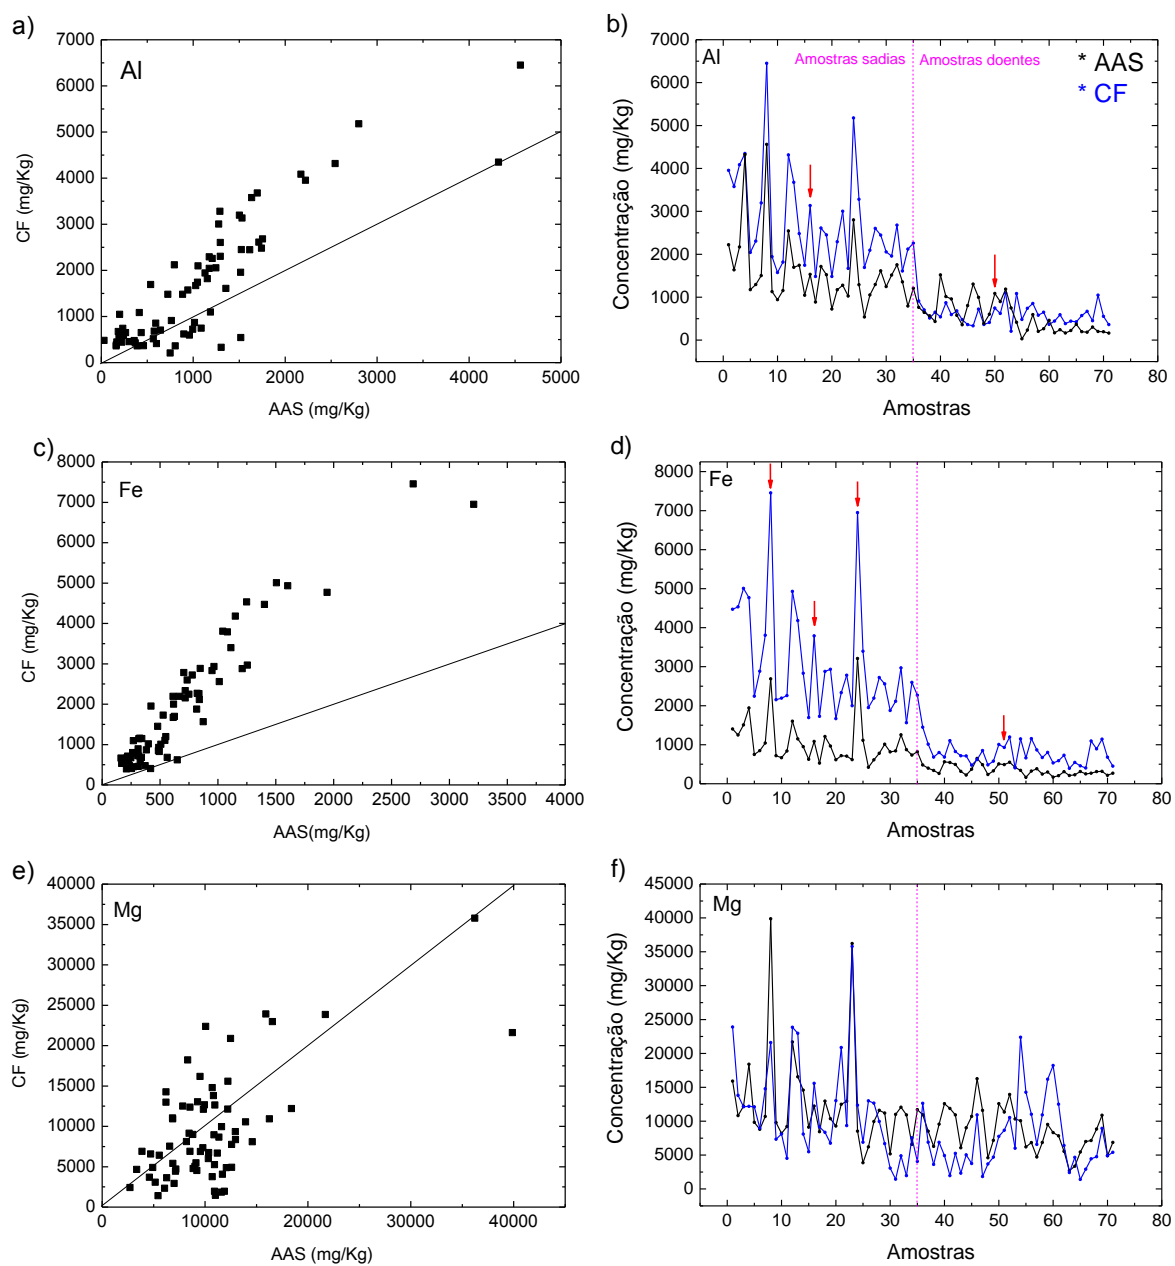 a)
Al
7000
6000
5000
4000
3000
2000
1000
0
0 1000 2000 3000 4000 5000
CF (mg/Kg)
AAS (mg/Kg)
b)
Al
Amostras sadias
Amostras doentes
* AAS
* CF
7000
6000
5000
4000
3000
2000
1000
0
0 10 20 30 40 50 60 70 80
Concentração (mg/Kg)
Amostras
c)
Fe
8000
7000
6000
5000
4000
3000
2000
1000
0
0 500 1000 1500 2000 2500 3000 3500 4000
CF (mg/Kg)
AAS(mg/Kg)
d)
Fe
8000
7000
6000
5000
4000
3000
2000
1000
0
0 10 20 30 40 50 60 70 80
Concentração (mg/Kg)
Amostras
e)
Mg
40000
35000
30000
25000
20000
15000
10000
5000
0
0 10000 20000 30000 40000
CF (mg/Kg)
AAS (mg/Kg)
f)
Mg
45000
40000
35000
30000
25000
20000
15000
10000
5000
0
0 10 20 30 40 50 60 70 80
Concentração (mg/Kg)
Amostras